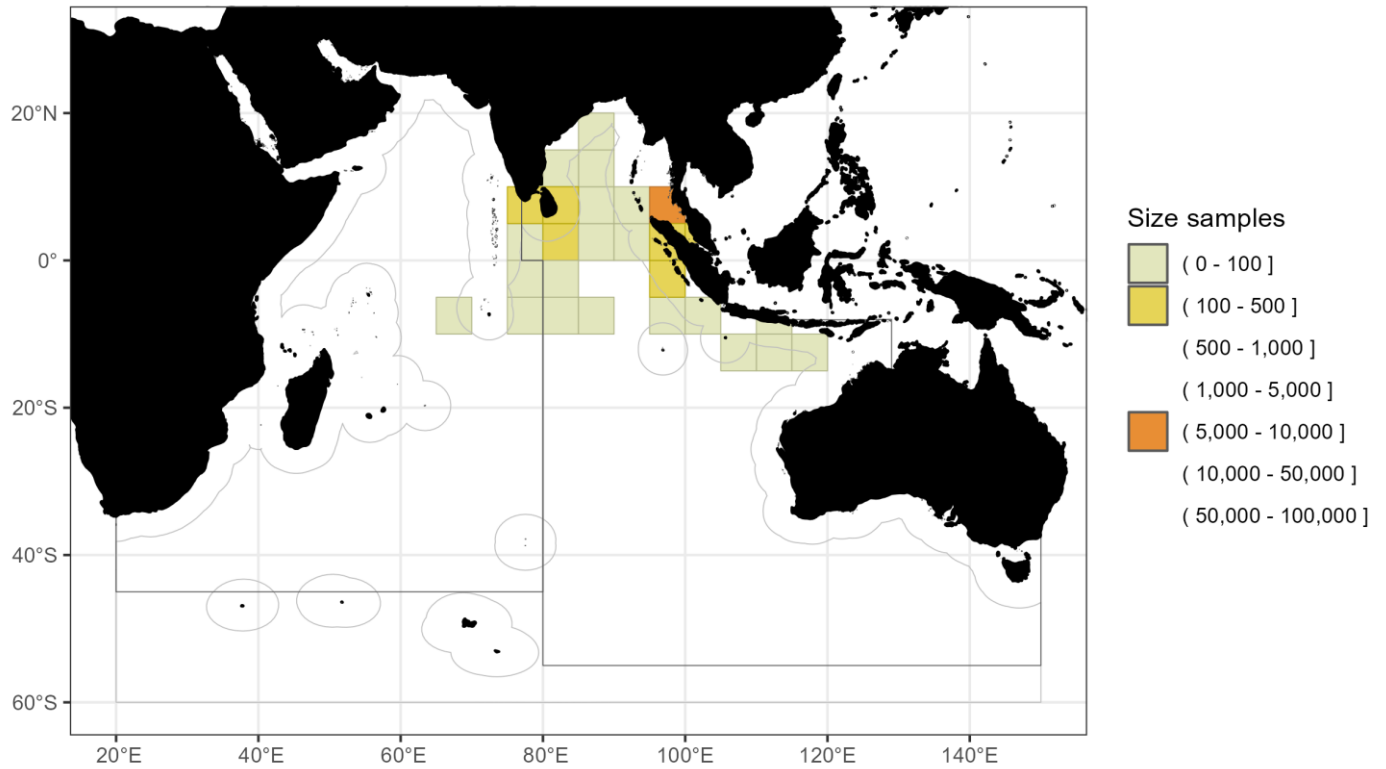 20°N
0°
20°S
40°S
60°S
20°E 40°E 60°E 80°E 100°E 120°E 140°E
Size samples
( 0 - 100 ]
( 100 - 500 ]
( 500 - 1,000 ]
( 1,000 - 5,000 ]
( 5,000 - 10,000 ]
( 10,000 - 50,000 ]
( 50,000 - 100,000 ]